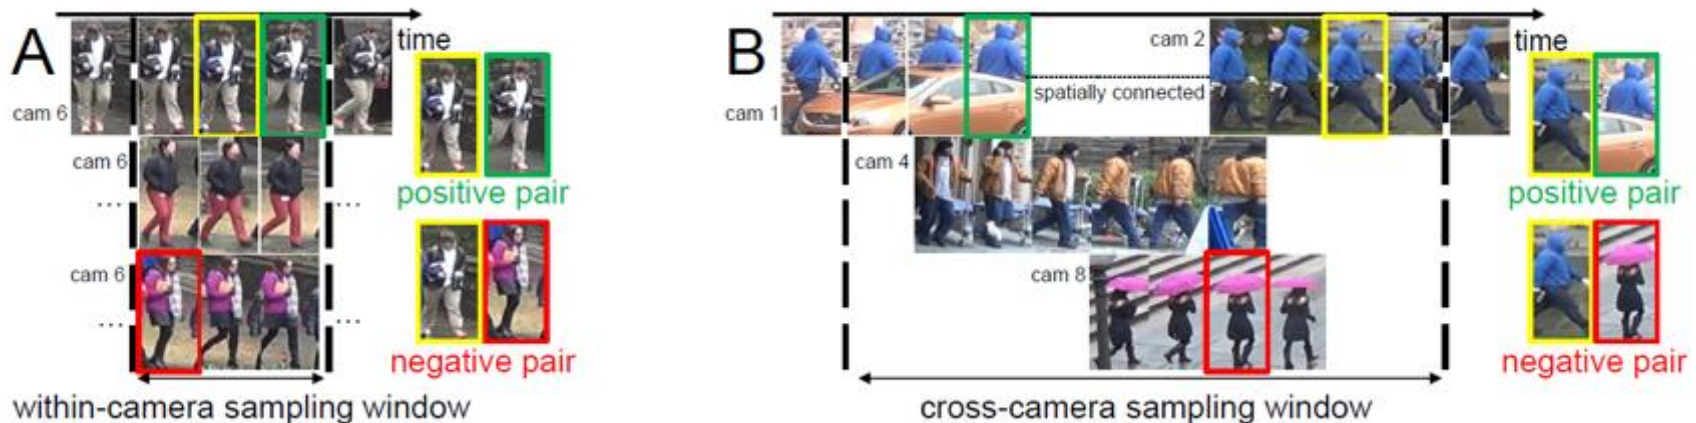 A
time
cam 6
cam 6
...
...
cam 6
...
...
positive pair
negative pair
within-camera sampling window
B
cam 2
time
cam 1
spatially connected
cam 4
cam 8
positive pair
negative pair
cross-camera sampling window